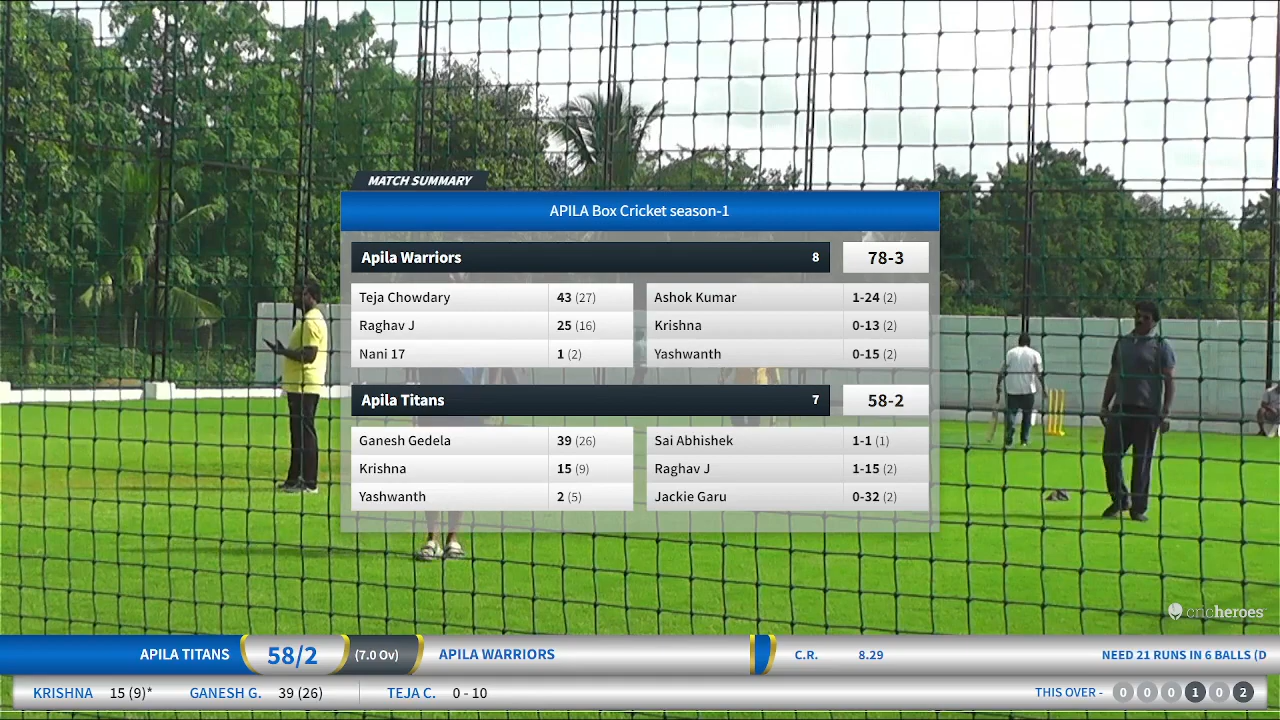 MATCH SUMMARY
APILA Box Cricket season-1
Apila Warriors 8 78-3
Teja Chowdary 43 (27) Ashok Kumar 1-24 (2)
Raghav J 25 (16) Krishna 0-13 (2)
Nani 17 1 (2) Yashwanth 0-15 (2)
Apila Titans 7 58-2
Ganesh Gedela 39 (26) Sai Abhishek 1-1 (1)
Krishna 15 (9) Raghav J 1-15 (2)
Yashwanth 2 (5) Jackie Garu 0-32 (2)
cricheroes
APILA TITANS 58/2 (7.0 Ov) APILA WARRIORS C.R. 8.29 NEED 21 RUNS IN 6 BALLS (D
KRISHNA 15 (9)* GANESH G. 39 (26) TEJA C. 0 - 10 THIS OVER - 0 0 0 1 0 2